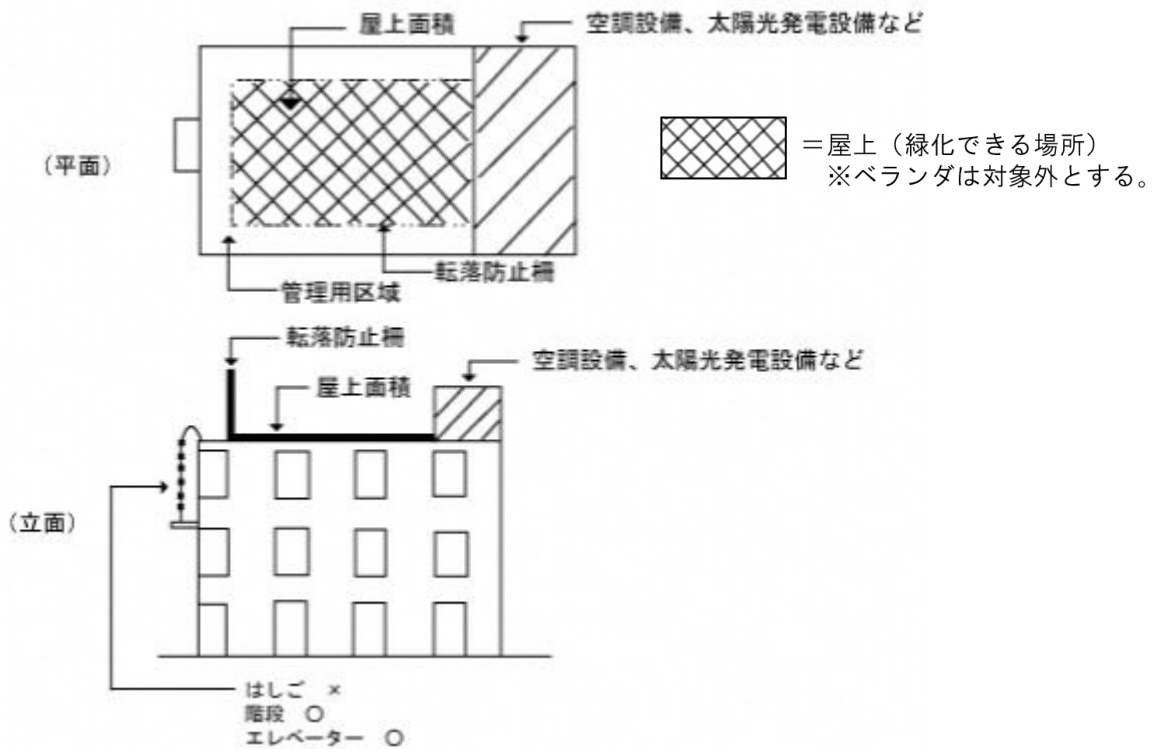 屋上面積
空調設備、太陽光発電設備など
(平面)
=屋上（緑化できる場所）
※ベランダは対象外とする。
転落防止柵
管理用区域
転落防止柵
空調設備、太陽光発電設備など
屋上面積
(立面)
はしご ×
階段 〇
エレベーター 〇